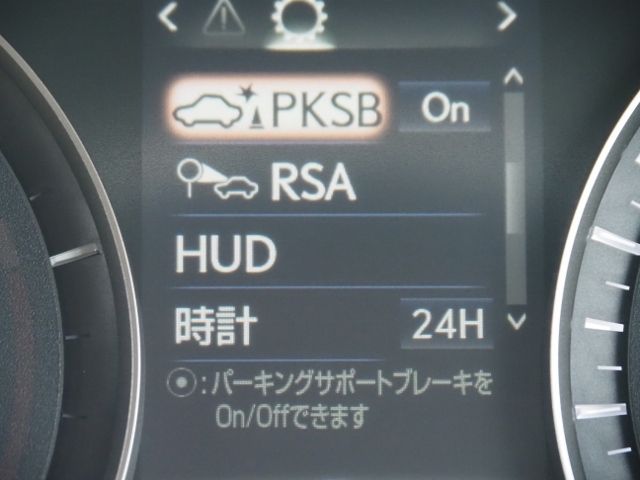 PKSB On
RSA
HUD
時計 24H
⦿:パーキングサポートブレーキを
On/Offできます